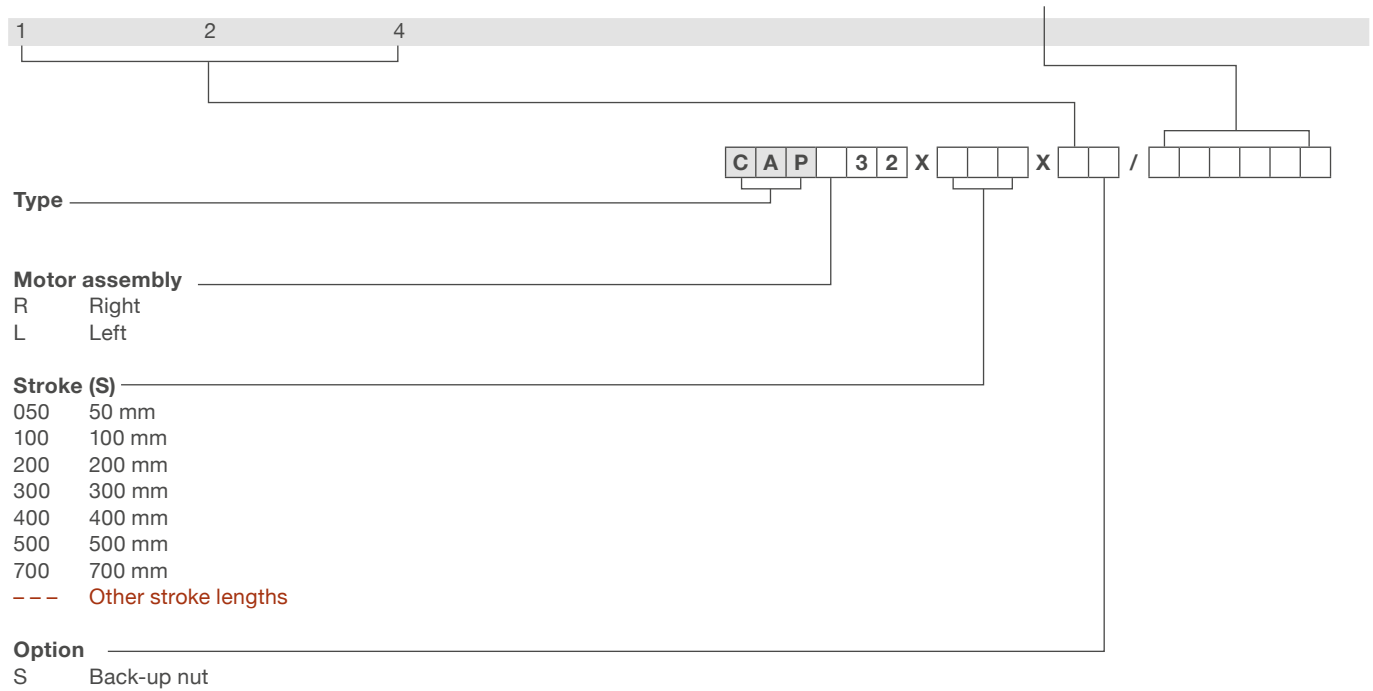 1 2 4
C A P 3 2 X X /
Type
Motor assembly
R Right
L Left
Stroke (S)
050 50 mm
100 100 mm
200 200 mm
300 300 mm
400 400 mm
500 500 mm
700 700 mm
– – – Other stroke lengths
Option
S Back-up nut